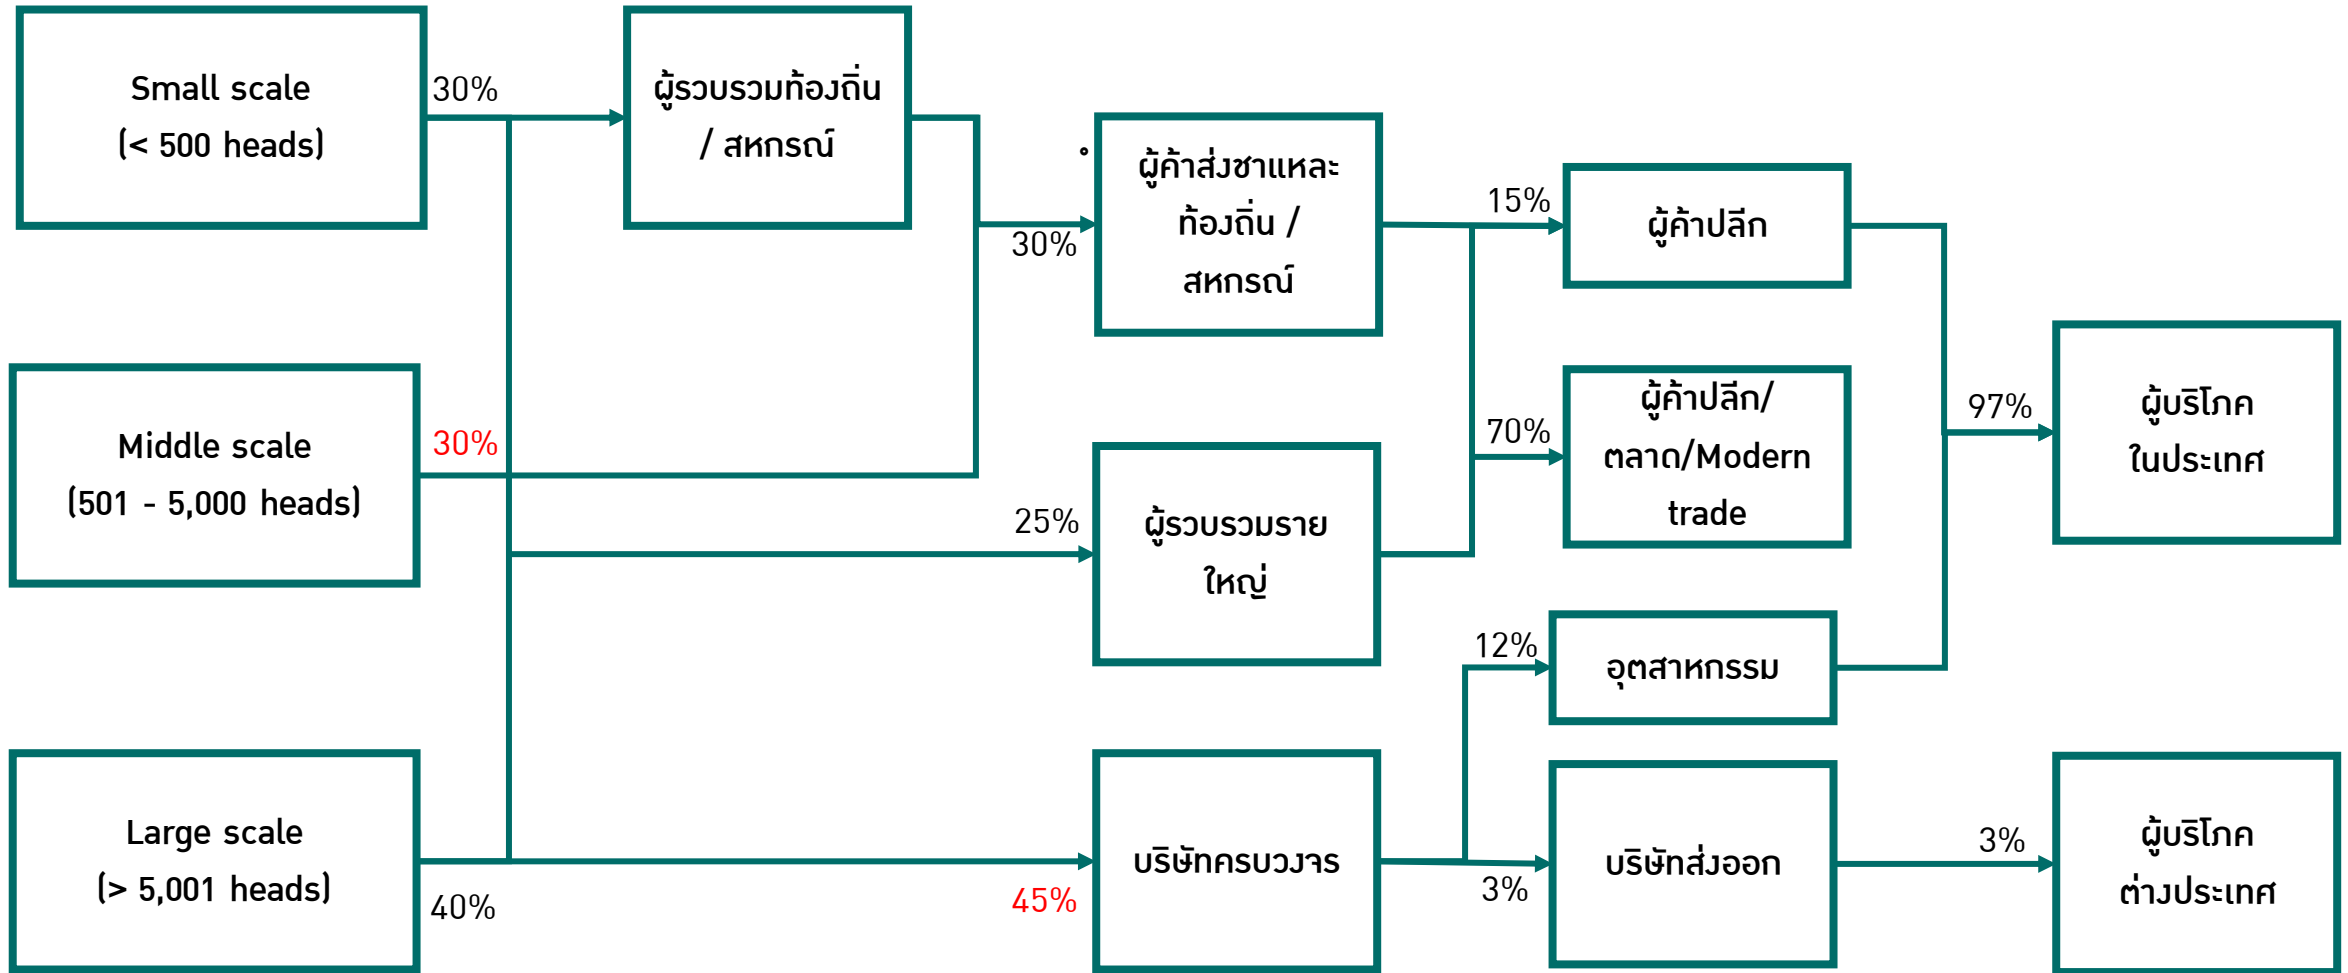 Small scale
(< 500 heads)
30%
ผู้รวบรวมท้องถิ่น
/ สหกรณ์
ผู้ค้าส่งชาแหละ
ท้องถิ่น /
สหกรณ์
30%
15%
ผู้ค้าปลีก
Middle scale
(501 - 5,000 heads)
30%
25%
ผู้รวบรวมราย
ใหญ่
70%
ผู้ค้าปลีก/
ตลาด/Modern
trade
97%
ผู้บริโภค
ในประเทศ
12%
อุตสาหกรรม
Large scale
(> 5,001 heads)
40%
45%
บริษัทครบวงจร
3%
บริษัทส่งออก
3%
ผู้บริโภค
ต่างประเทศ